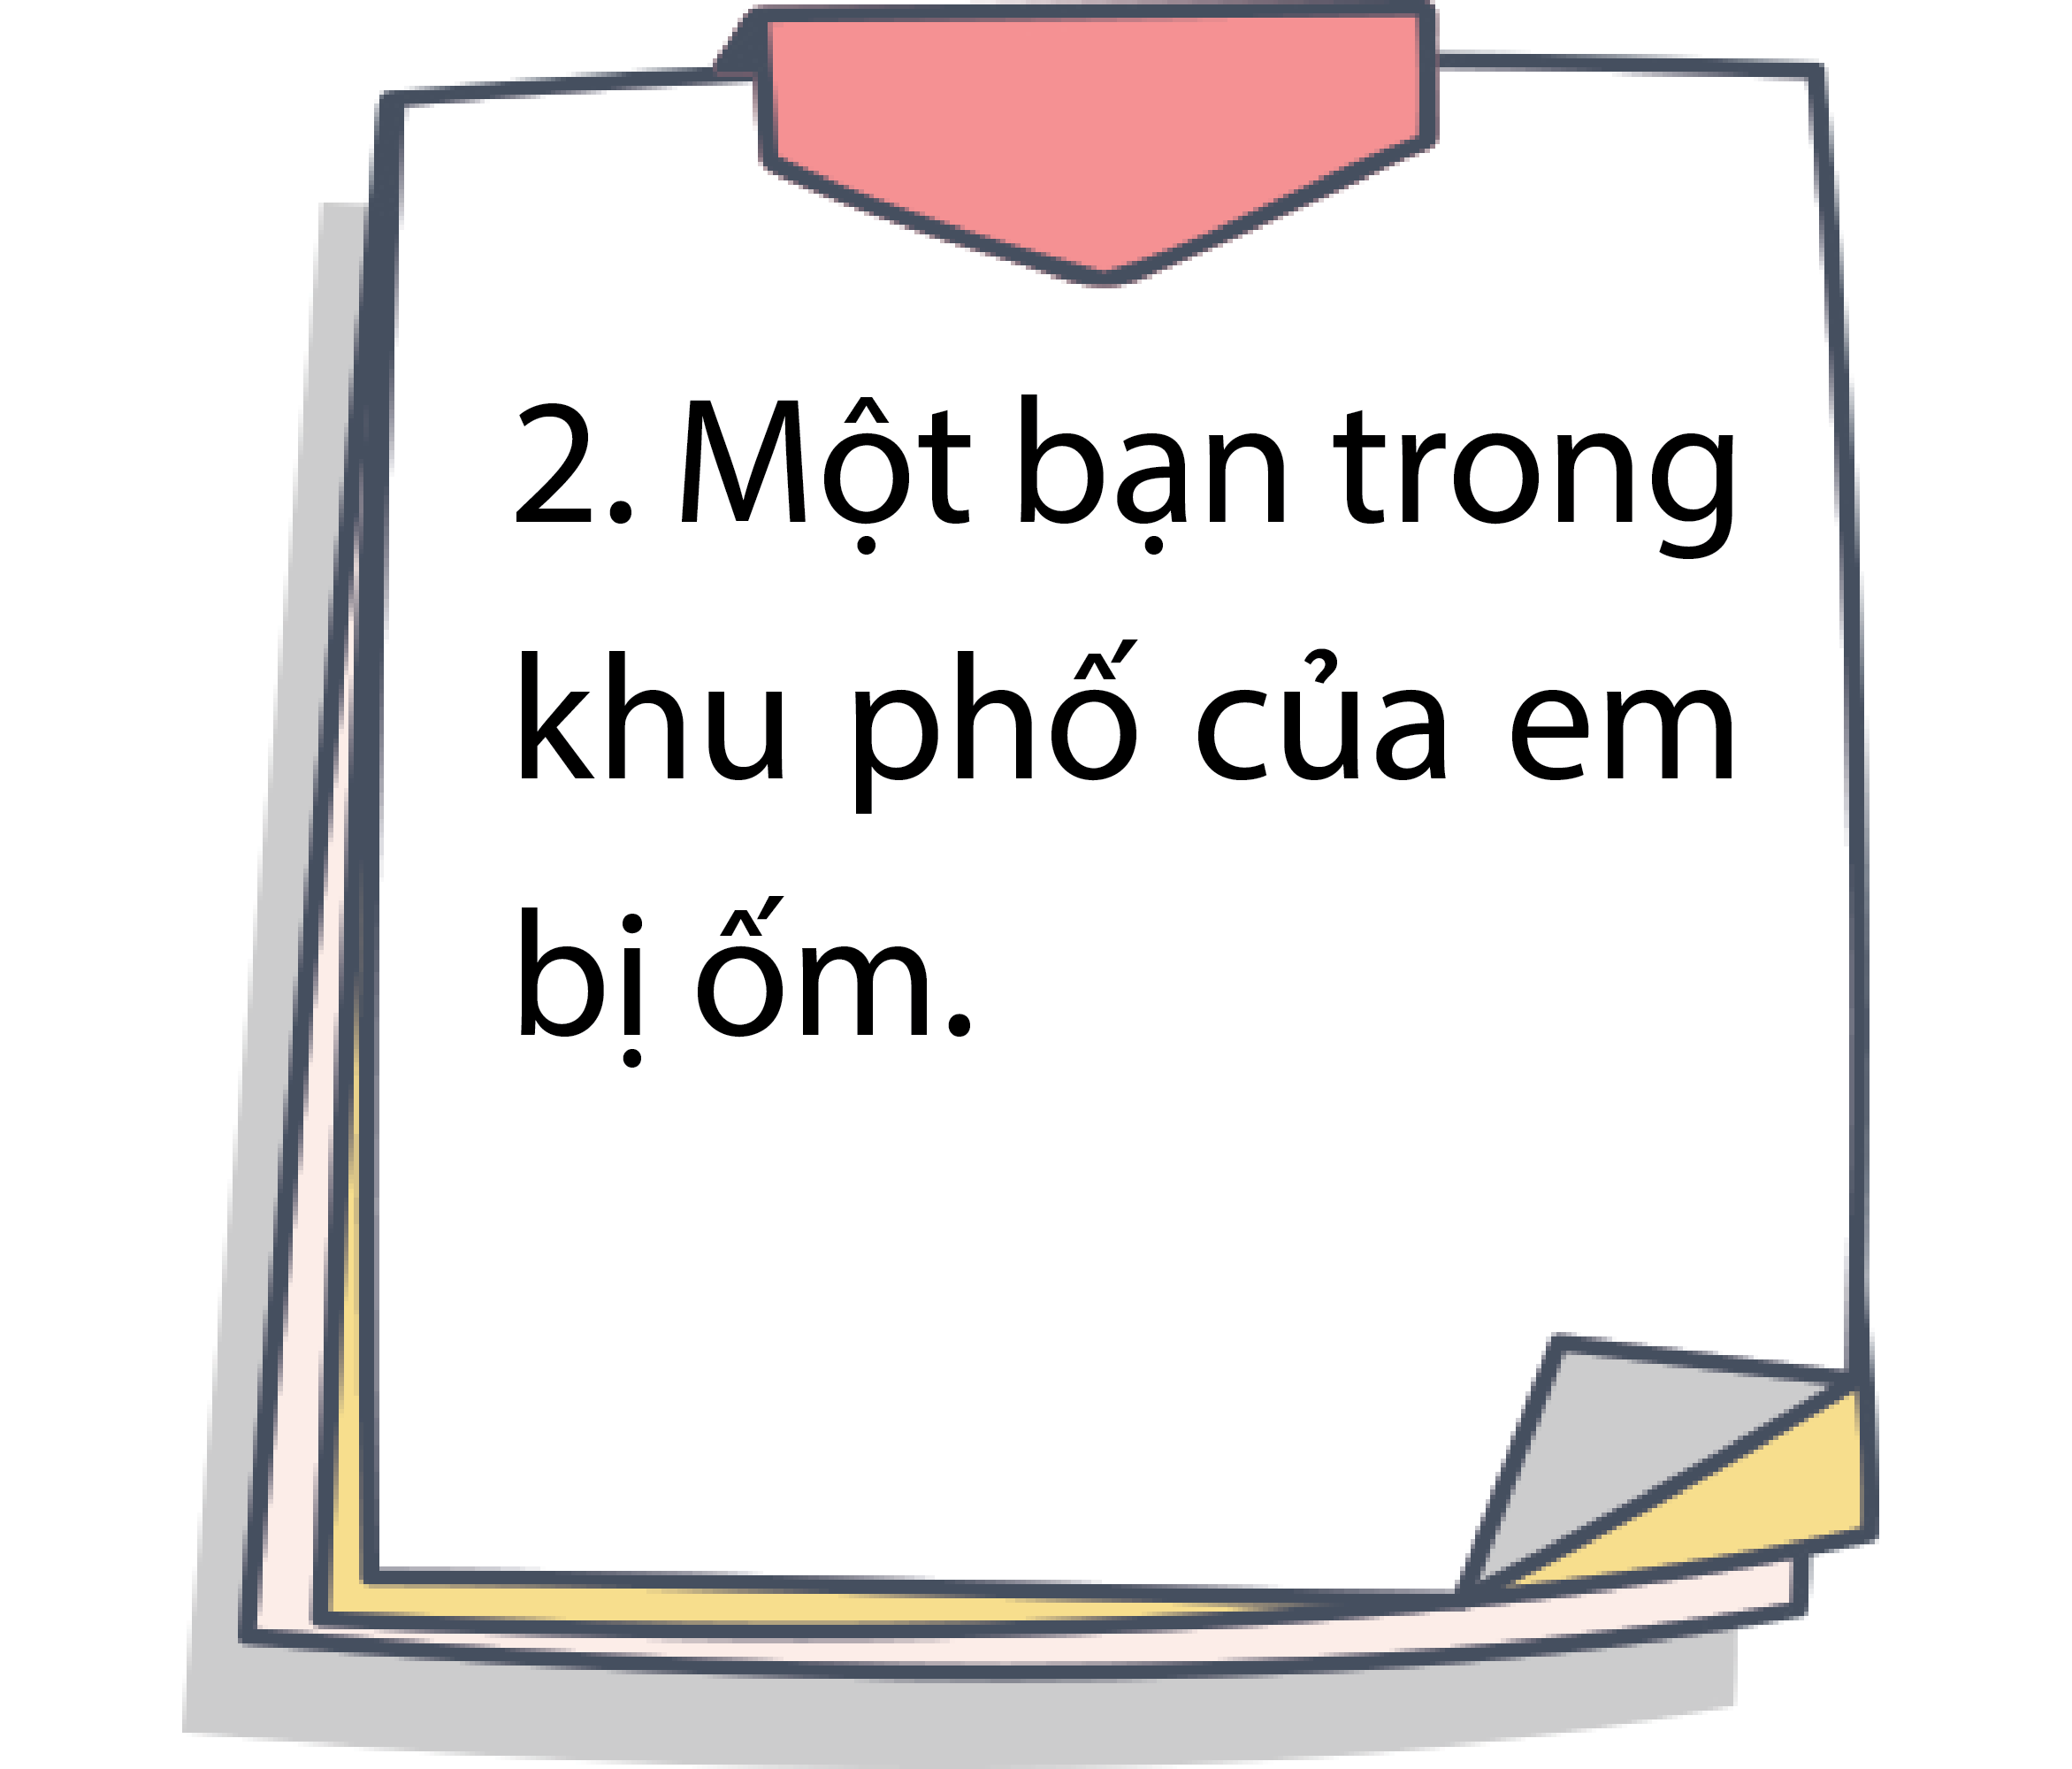 2. Một bạn trong
khu phố của em
bị ốm.